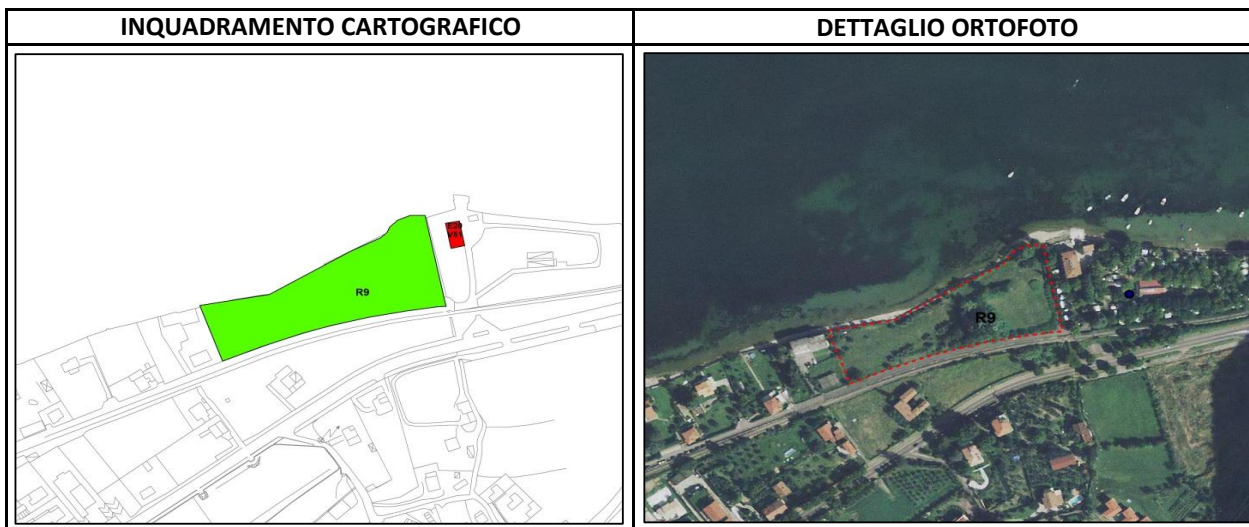 INQUADRAMENTO CARTOGRAFICO
DETTAGLIO ORTOFOTO
R9
R9